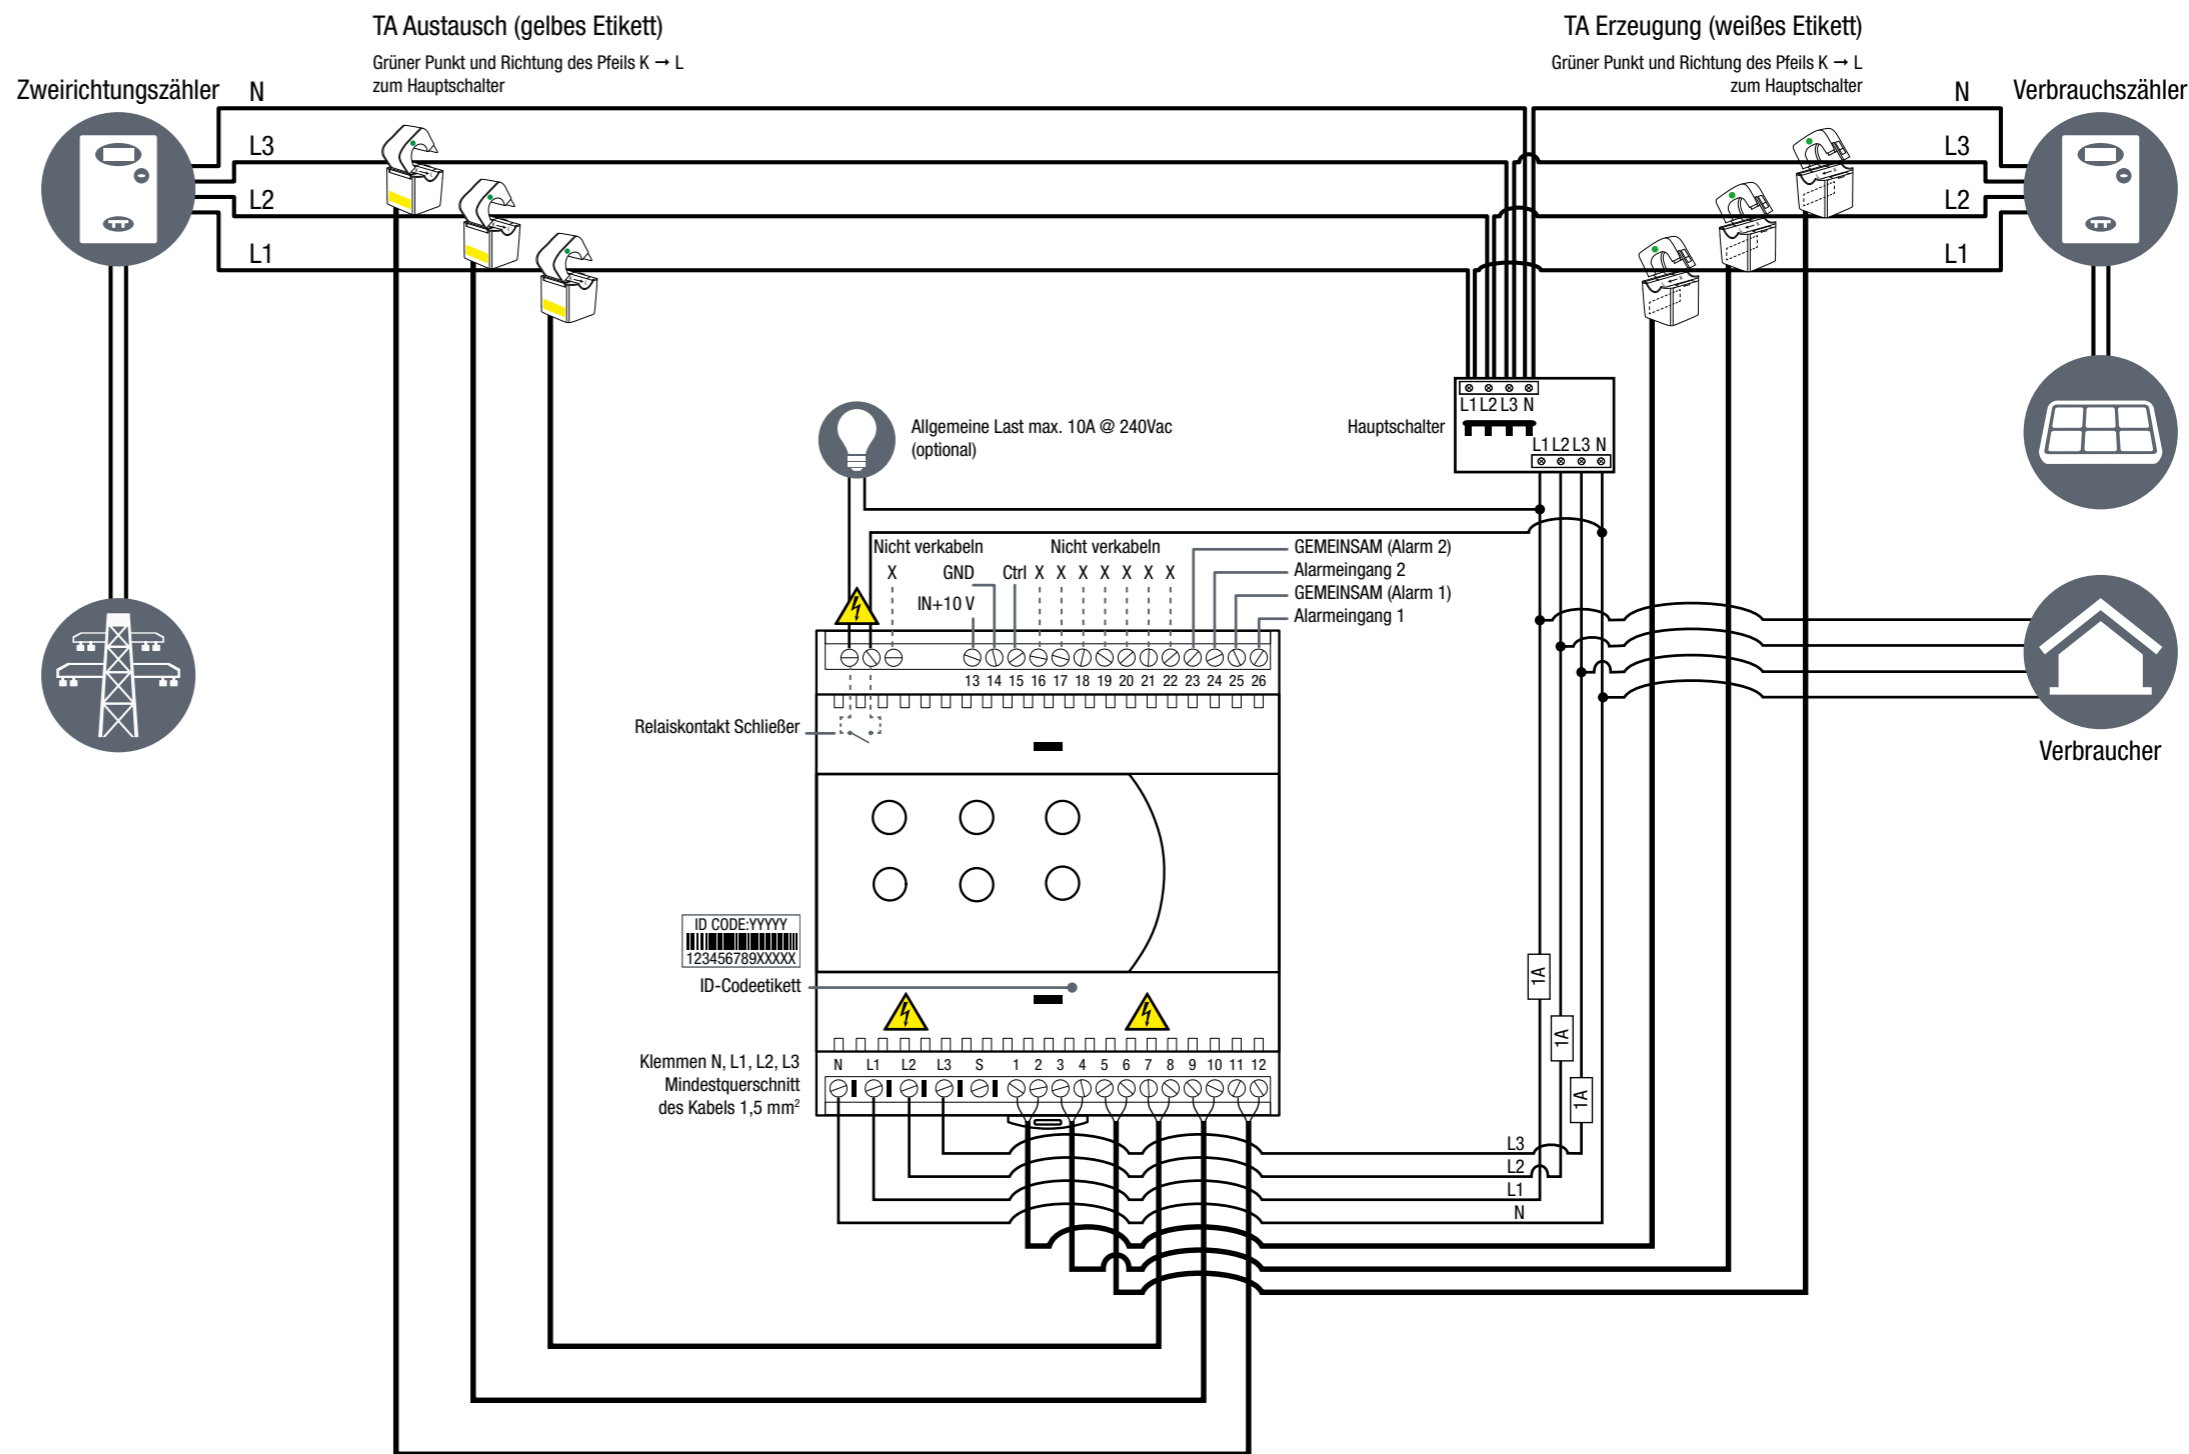 TA Austausch (gelbes Etikett)
Grüner Punkt und Richtung des Pfeils K → L
zum Hauptschalter
TA Erzeugung (weißes Etikett)
Grüner Punkt und Richtung des Pfeils K → L
zum Hauptschalter
Zweirichtungszähler
N
L3
L2
L1
N
L3
L2
L1
Verbrauchszähler
Allgemeine Last max. 10A @ 240Vac
(optional)
Hauptschalter
L1 L2 L3 N
L1 L2 L3 N
Nicht verkabeln
X
GND
IN+10 V
Ctrl
Nicht verkabeln
X X X X X X X
GEMEINSAM (Alarm 2)
Alarmeingang 2
GEMEINSAM (Alarm 1)
Alarmeingang 1
13 14 15 16 17 18 19 20 21 22 23 24 25 26
Relaiskontakt Schließer
Verbraucher
ID CODE:YYYYY
123456789XXXXX
ID-Codeetikett
1A
1A
1A
Klemmen N, L1, L2, L3
Mindestquerschnitt
des Kabels 1,5 mm²
N L1 L2 L3 S 1 2 3 4 5 6 7 8 9 10 11 12
L3
L2
L1
N